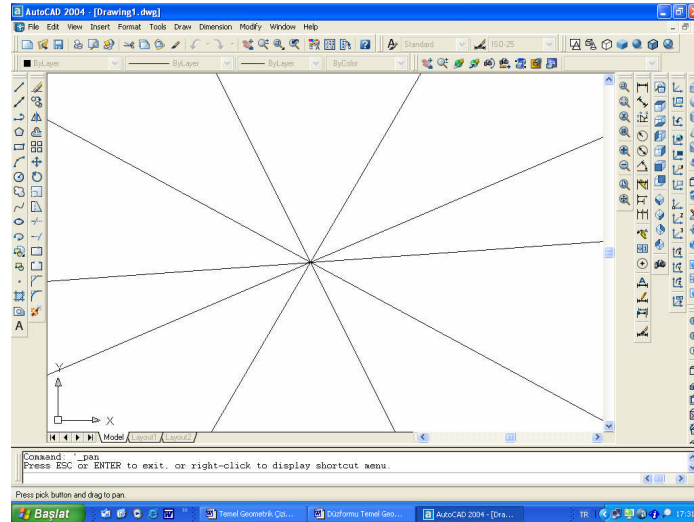 AutoCAD 2004 - [Drawing1.dwg]
File Edit View Insert Format Tools Draw Dimension Modify Window Help
Standard ISO-25
ByLayer ByLayer ByLayer ByColor
A
Y
X
Model Layout1 Layout2
Command: '_pan
Press ESC or ENTER to exit, or right-click to display shortcut menu.
Press pick button and drag to pan.
Başlat Temel Geometrik Çizi... Düzformu Temel Geo... AutoCAD 2004 - [Dra... TR 17:38